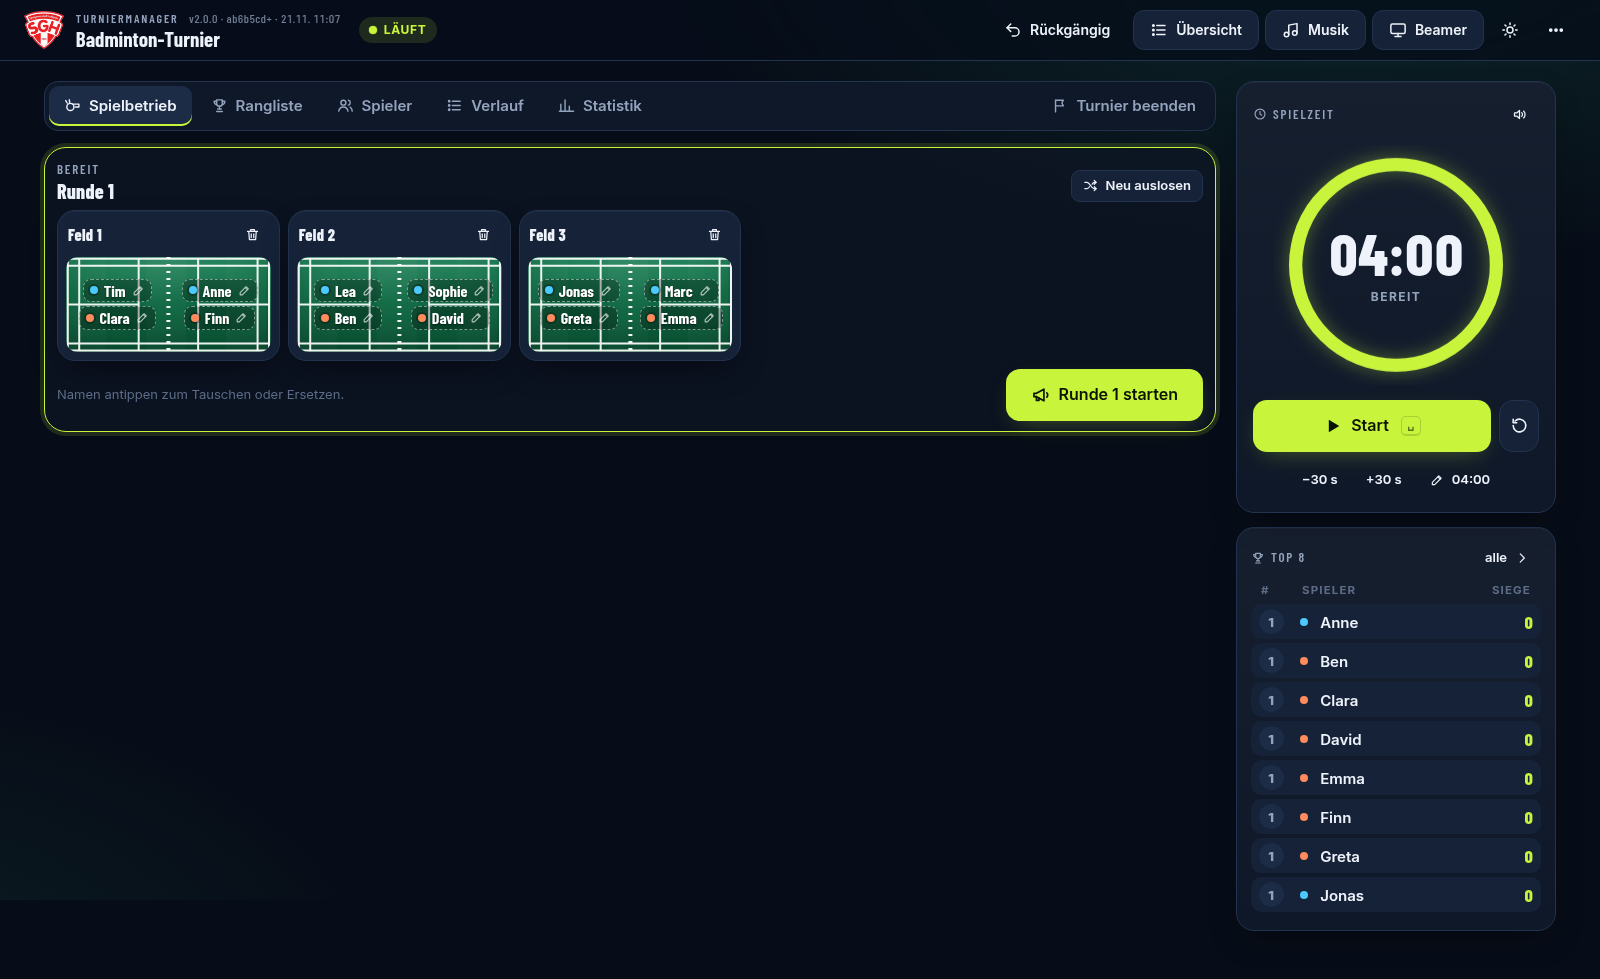 SGH
TURNIERMANAGER v2.0.0 · ab6b5cd+ · 21.11. 11:07
Badminton-Turnier
LÄUFT
Rückgängig
Übersicht
Musik
Beamer
Spielbetrieb
Rangliste
Spieler
Verlauf
Statistik
Turnier beenden
BEREIT
Runde 1
Neu auslosen
Feld 1
Tim
Anne
Clara
Finn
Feld 2
Lea
Sophie
Ben
David
Feld 3
Jonas
Marc
Greta
Emma
Namen antippen zum Tauschen oder Ersetzen.
Runde 1 starten
SPIELZEIT
04:00
BEREIT
Start ␣
−30 s +30 s 04:00
TOP 8
alle
# SPIELER SIEGE
1 Anne 0
1 Ben 0
1 Clara 0
1 David 0
1 Emma 0
1 Finn 0
1 Greta 0
1 Jonas 0